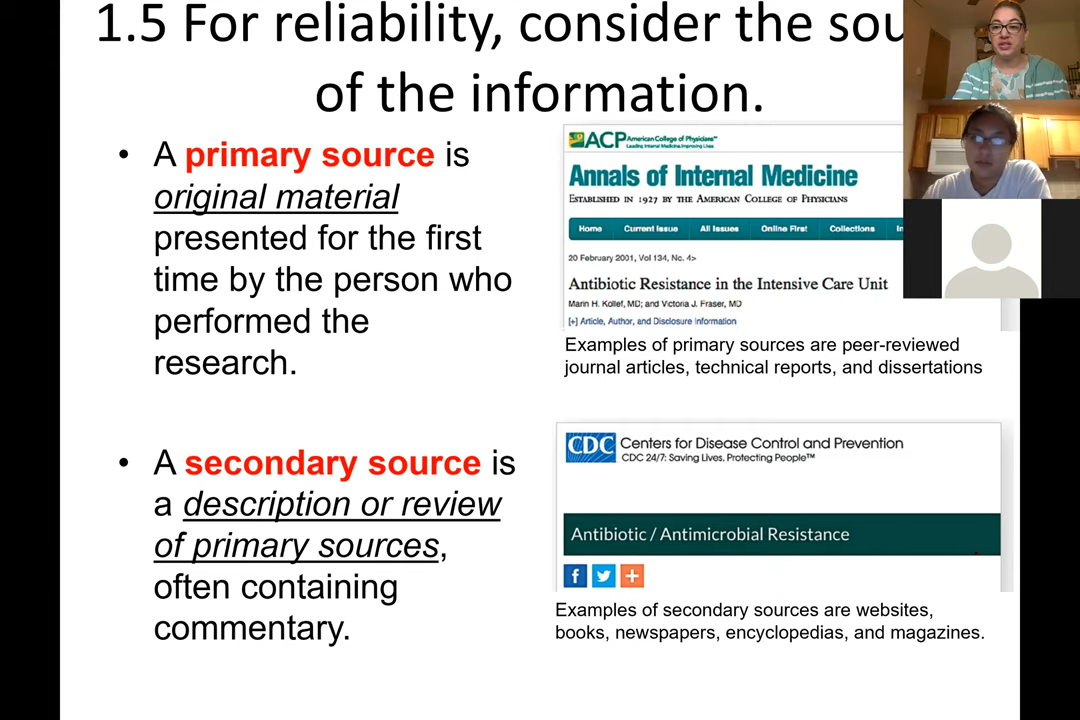 1.5 For reliability, consider the
of the information.
• A primary source is
original material
presented for the first
time by the person who
performed the
research.
ACP American College of Physicians™
Leading Internal Medicine, Improving Lives
Annals of Internal Medicine
ESTABLISHED IN 1927 BY THE AMERICAN COLLEGE OF PHYSICIANS
Home Current Issue All Issues Online First Collections
20 February 2001, Vol 134, No. 4>
Antibiotic Resistance in the Intensive Care Unit
Marin H. Kollef, MD; and Victoria J. Fraser, MD
[+] Article, Author, and Disclosure Information
Examples of primary sources are peer-reviewed
journal articles, technical reports, and dissertations
• A secondary source is
a description or review
of primary sources,
often containing
commentary.
CDC Centers for Disease Control and Prevention
CDC 24/7: Saving Lives, Protecting People™
Antibiotic / Antimicrobial Resistance
Examples of secondary sources are websites,
books, newspapers, encyclopedias, and magazines.